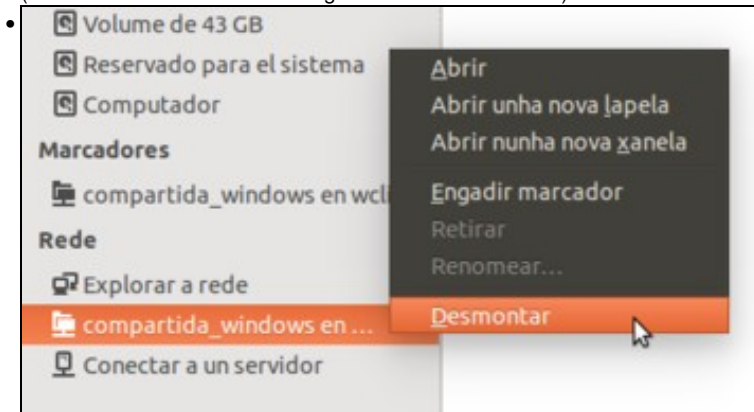 Volume de 43 GB
Reservado para el sistema
Computador
Marcadores
compartida_windows en wcli
Rede
Explorar a rede
compartida_windows en ...
Conectar a un servidor
Abrir
Abrir unha nova lapela
Abrir nunha nova xanela
Engadir marcador
Retirar
Renomear...
Desmontar